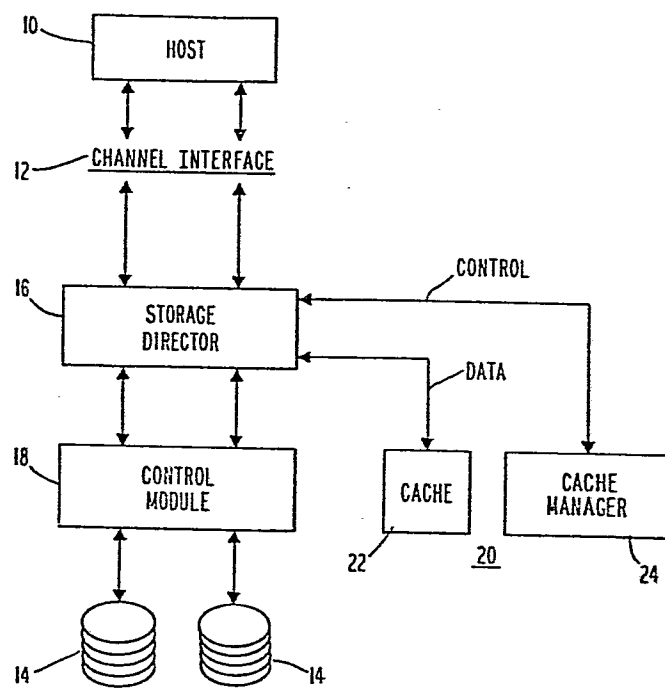 10
HOST
12
CHANNEL INTERFACE
16
STORAGE
DIRECTOR
CONTROL
DATA
18
CONTROL
MODULE
CACHE
CACHE
MANAGER
22
20
24
14
14